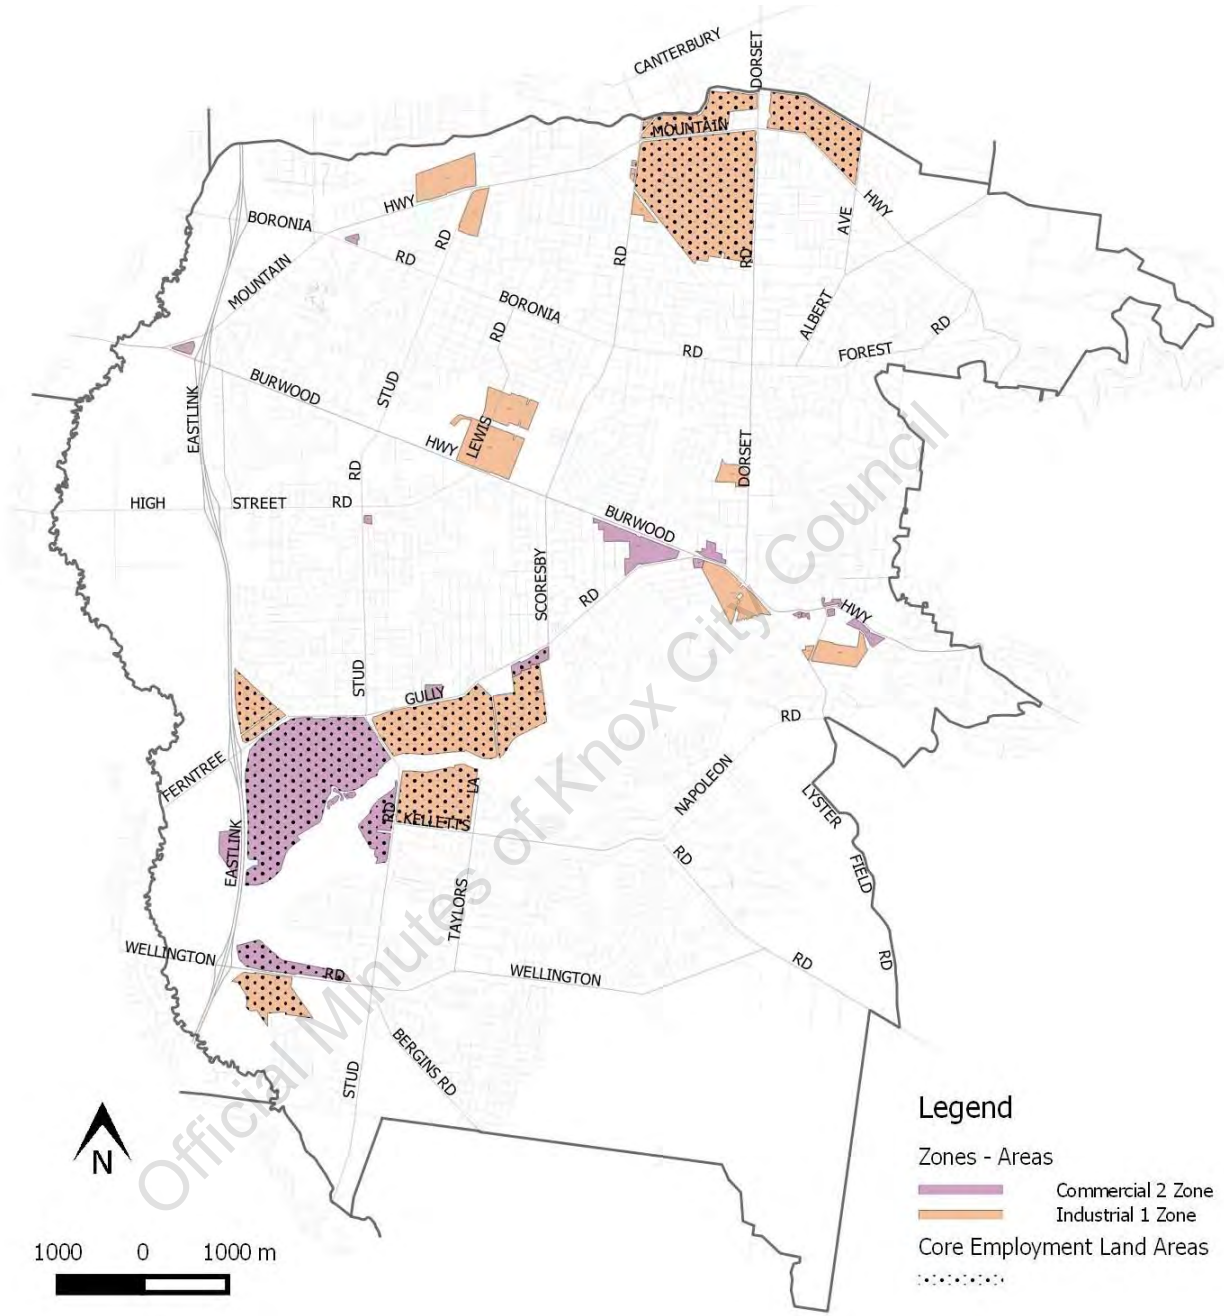 CANTERBURY
DORSET
MOUNTAIN
HWY
HWY
BORONIA
RD
RD
RD
RD
AVE
MOUNTAIN
BORONIA
RD
ALBERT
RD
RD
FOREST
BURWOOD
STUD
EASTLINK
HWY
LEWIS
DORSET
RD
HIGH
STREET
RD
BURWOOD
SCORESBY
RD
HWY
STUD
GULLY
RD
FERNTREE
NAPOLEON
LYSTER
LA
RD
KELLETTS
EASTLINK
RD
FIELD
TAYLORS
WELLINGTON
RD
WELLINGTON
RD
RD
BERGINS RD
STUD
Official Minutes of Knox City Council
N
1000 0 1000 m
Legend
Zones - Areas
Commercial 2 Zone
Industrial 1 Zone
Core Employment Land Areas